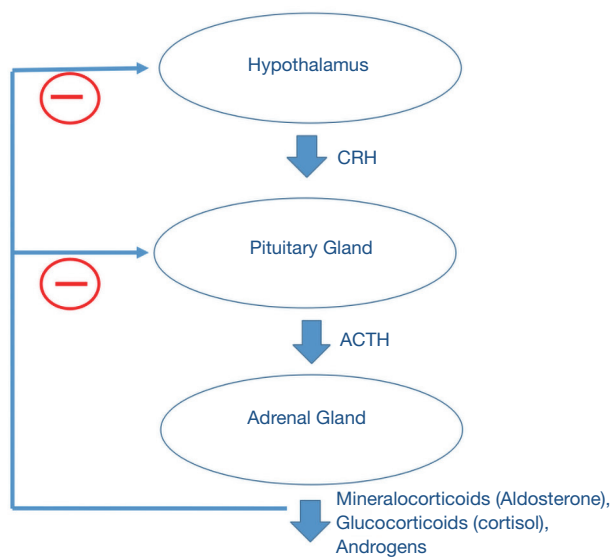 Hypothalamus
CRH
Pituitary Gland
ACTH
Adrenal Gland
Mineralocorticoids (Aldosterone),
Glucocorticoids (cortisol),
Androgens